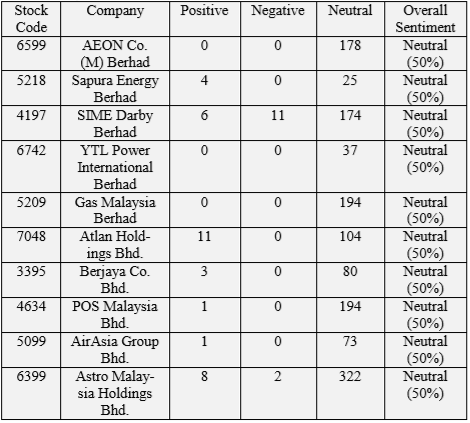 Stock Company Positive Negative Neutral Overall
Code Sentiment
6599 AEON Co. 0 0 178 Neutral
(M) Berhad (50%)
5218 Sapura Energy 4 0 25 Neutral
Berhad (50%)
4197 SIME Darby 6 11 174 Neutral
Berhad (50%)
6742 YTL Power 0 0 37 Neutral
International (50%)
Berhad
5209 Gas Malaysia 0 0 194 Neutral
Berhad (50%)
7048 Atlan Hold- 11 0 104 Neutral
ings Bhd. (50%)
3395 Berjaya Co. 3 0 80 Neutral
Bhd. (50%)
4634 POS Malaysia 1 0 194 Neutral
Bhd. (50%)
5099 AirAsia Group 1 0 73 Neutral
Bhd. (50%)
6399 Astro Malay- 8 2 322 Neutral
sia Holdings (50%)
Bhd.